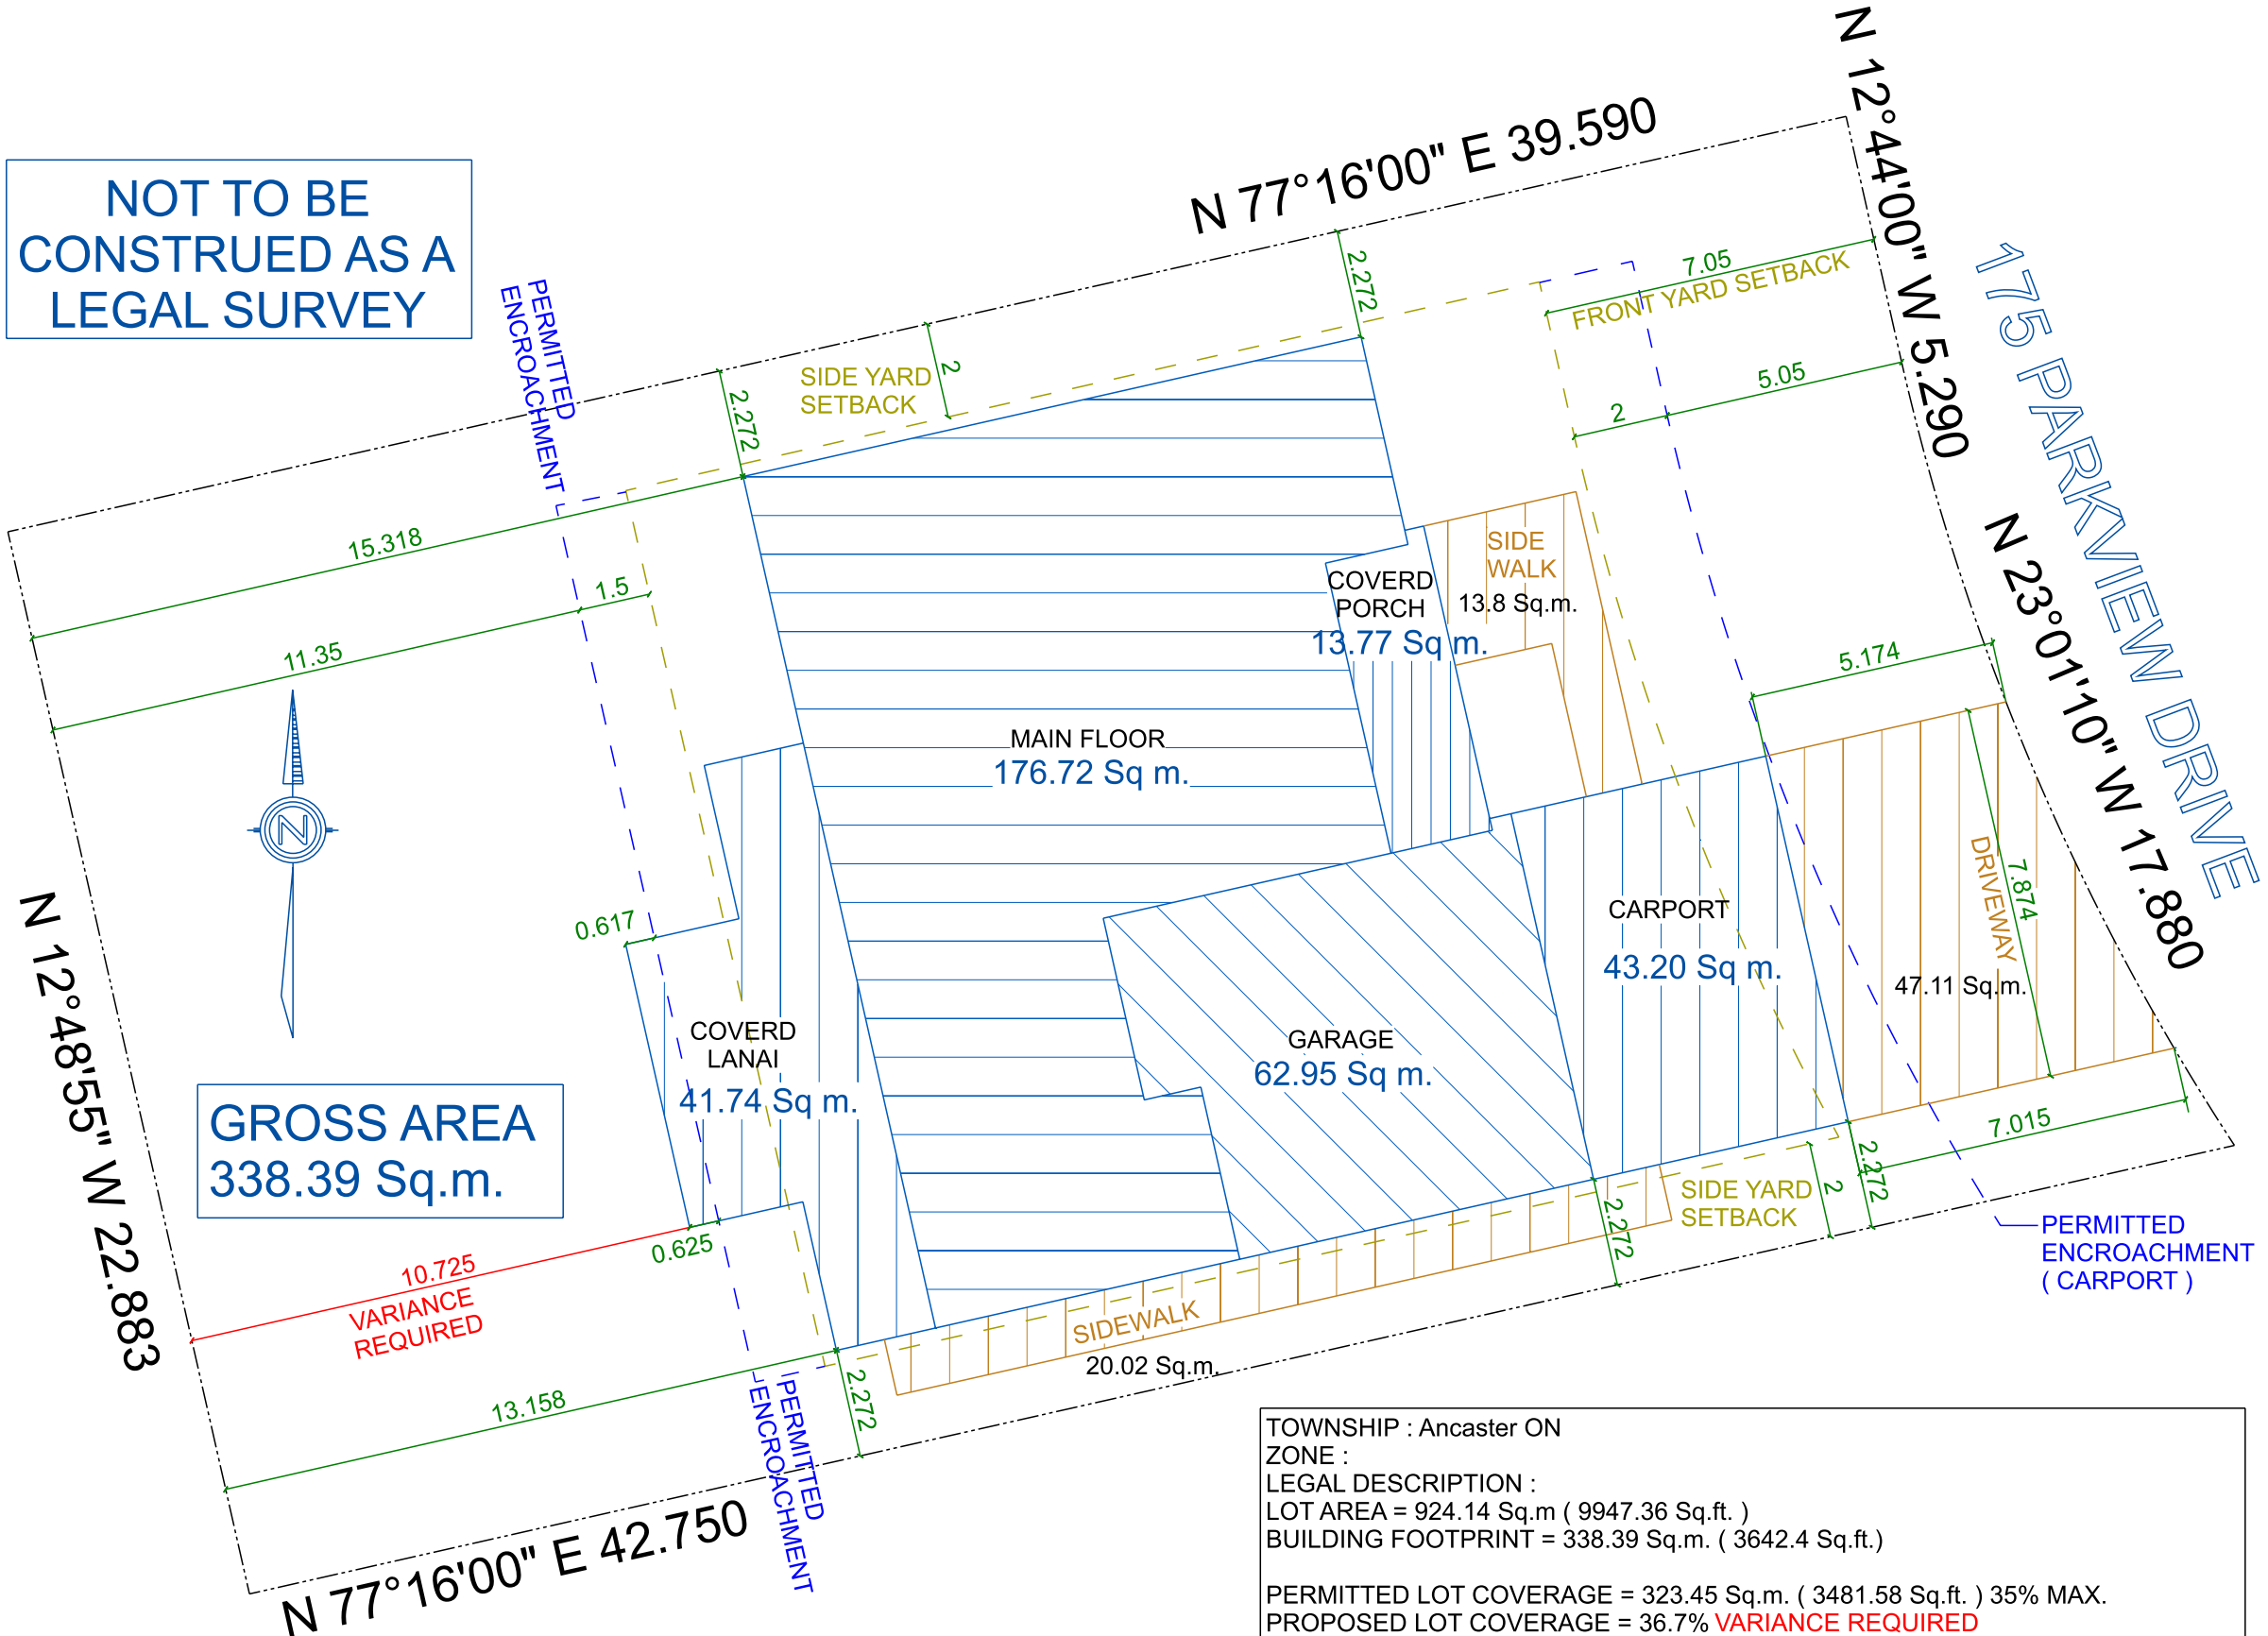 N 12°44'00" W 5.290
N 77°16'00" E 39.590
NOT TO BE
CONSTRUED AS A
LEGAL SURVEY
175 PARKVIEW DRIVE
PERMITTED
ENCROACHMENT
2.272
7.05
FRONT YARD SETBACK
SIDE YARD
SETBACK
2
2.272
5.05
2
15.318
1.5
11.35
SIDE
WALK
13.8 Sq.m.
COVERD
PORCH
13.77 Sq m.
N 23°01'10" W 17.880
5.174
MAIN FLOOR
176.72 Sq m.
N
DRIVEWAY
7.874
47.11 Sq.m.
CARPORT
43.20 Sq m.
0.617
N 12°48'55" W 22.883
COVERD
LANAI
41.74 Sq m.
GARAGE
62.95 Sq m.
GROSS AREA
338.39 Sq.m.
7.015
2.272
2
SIDE YARD
SETBACK
2.272
PERMITTED
ENCROACHMENT
( CARPORT )
0.625
10.725
VARIANCE
REQUIRED
SIDEWALK
20.02 Sq.m.
13.158
2.272
PERMITTED
ENCROACHMENT
N 77°16'00" E 42.750
TOWNSHIP : Ancaster ON
ZONE :
LEGAL DESCRIPTION :
LOT AREA = 924.14 Sq.m ( 9947.36 Sq.ft. )
BUILDING FOOTPRINT = 338.39 Sq.m. ( 3642.4 Sq.ft.)
PERMITTED LOT COVERAGE = 323.45 Sq.m. ( 3481.58 Sq.ft. ) 35% MAX.
PROPOSED LOT COVERAGE = 36.7% VARIANCE REQUIRED